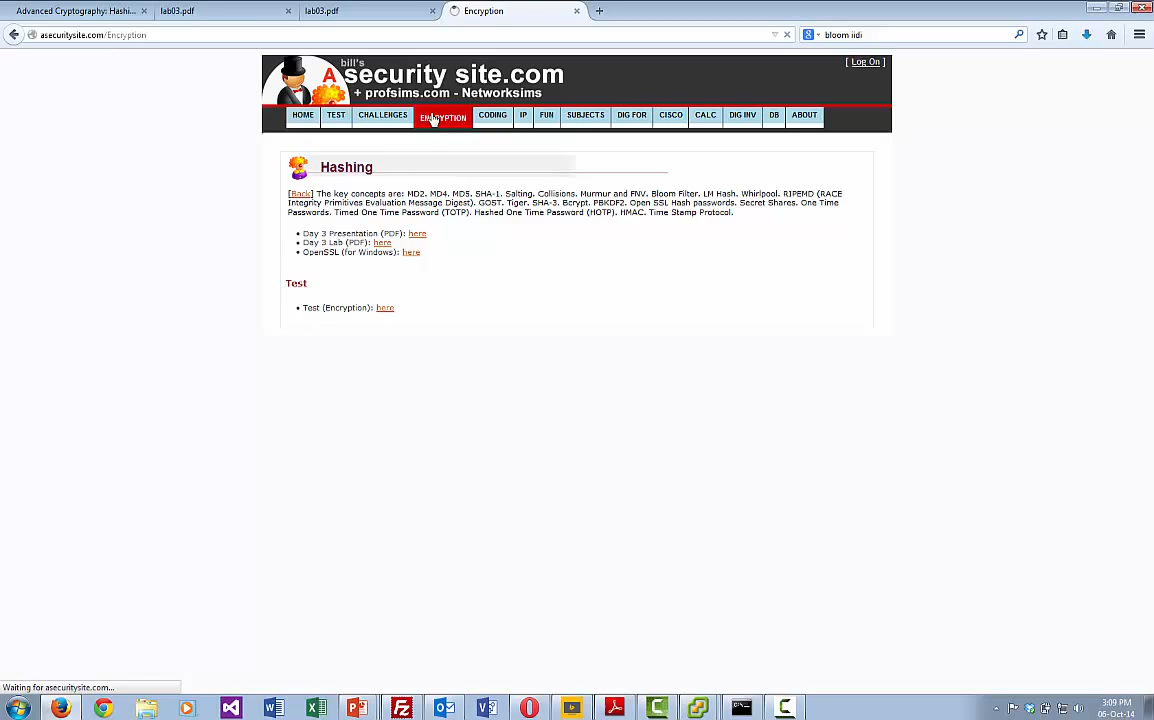 Advanced Cryptography: Hashi...
lab03.pdf
lab03.pdf
Encryption
asecuritysite.com/Encryption
bloom iidi
bill's
A security site.com
+ profsims.com - Networksims
[ Log On ]
HOME TEST CHALLENGES ENCRYPTION CODING IP FUN SUBJECTS DIG FOR CISCO CALC DIG INV DB ABOUT
Hashing
[Back] The key concepts are: MD2. MD4. MD5. SHA-1. Salting. Collisions. Murmur and FNV. Bloom Filter. LM Hash. Whirlpool. RIPEMD (RACE
Integrity Primitives Evaluation Message Digest). GOST. Tiger. SHA-3. Bcrypt. PBKDF2. Open SSL Hash passwords. Secret Shares. One Time
Passwords. Timed One Time Password (TOTP). Hashed One Time Password (HOTP). HMAC. Time Stamp Protocol.
• Day 3 Presentation (PDF): here
• Day 3 Lab (PDF): here
• OpenSSL (for Windows): here
Test
• Test (Encryption): here
Waiting for asecuritysite.com...
3:09 PM
06-Oct-14